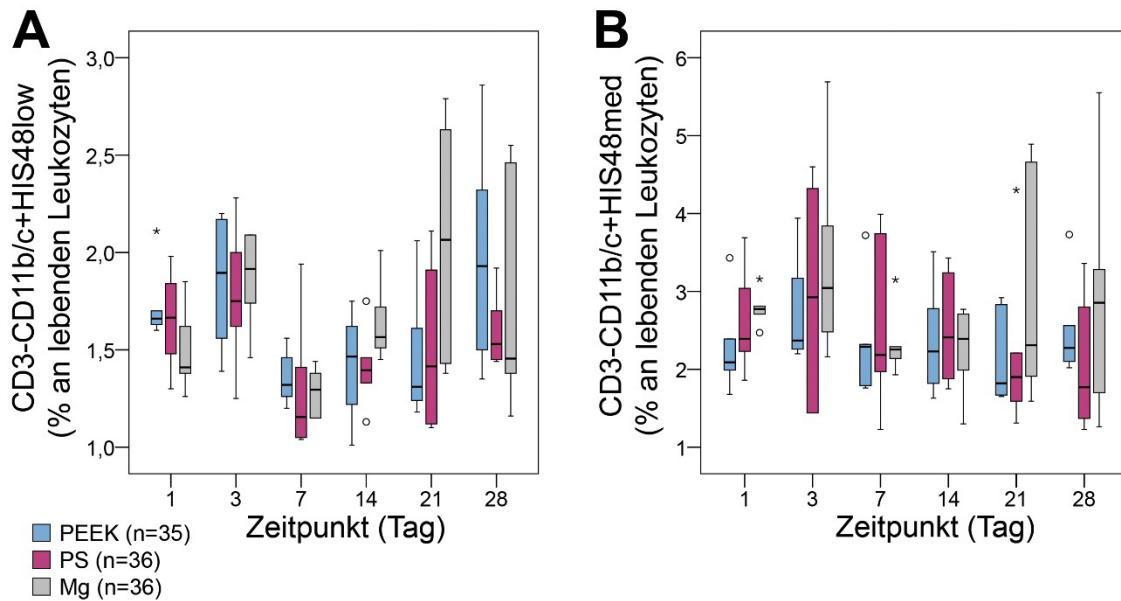 A
CD3-CD11b/c+HIS48low
(% an lebenden Leukozyten)
3,0
2,5
2,0
1,5
1,0
*
1
3
7
14
21
28
Zeitpunkt (Tag)
B
CD3-CD11b/c+HIS48med
(% an lebenden Leukozyten)
6
5
4
3
2
1
*
*
*
1
3
7
14
21
28
Zeitpunkt (Tag)
PEEK (n=35)
PS (n=36)
Mg (n=36)